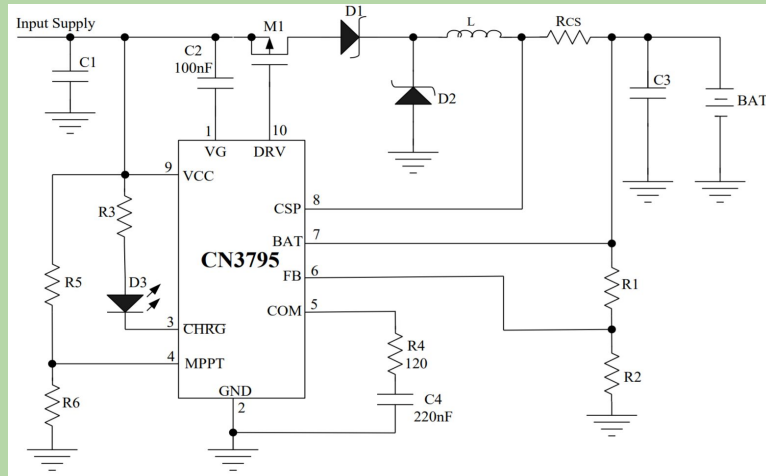 Input Supply
D1
M1
L
RCS
C1
C2
100nF
C3
D2
BAT
1
10
VG
DRV
9
VCC
8
CSP
R3
7
BAT
CN3795
6
FB
R5
D3
R1
5
COM
3
CHRG
R4
120
4
MPPT
R2
GND
2
C4
220nF
R6